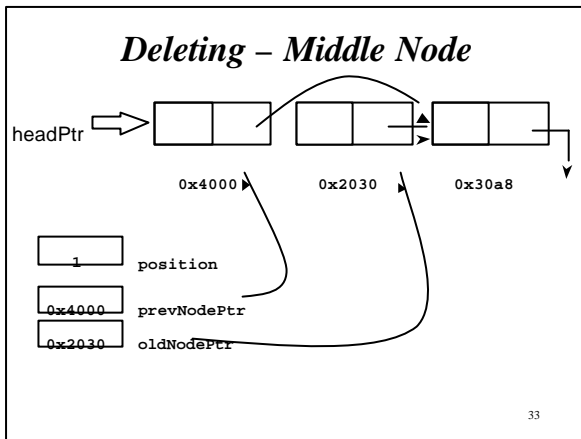 Deleting – Middle Node
headPtr
0x4000 0x2030 0x30a8
1 position
0x4000 prevNodePtr
0x2030 oldNodePtr
33